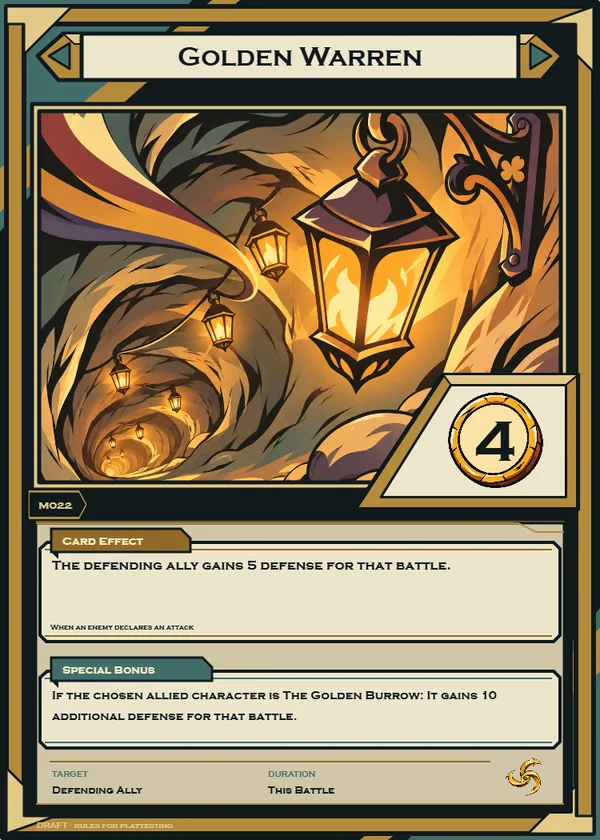 Golden Warren
4
M022
Card Effect
The defending ally gains 5 defense for that battle.
When an enemy declares an attack
Special Bonus
If the chosen allied character is The Golden Burrow: It gains 10
additional defense for that battle.
Target
Duration
Defending Ally
This Battle
DRAFT · Rules for playtesting